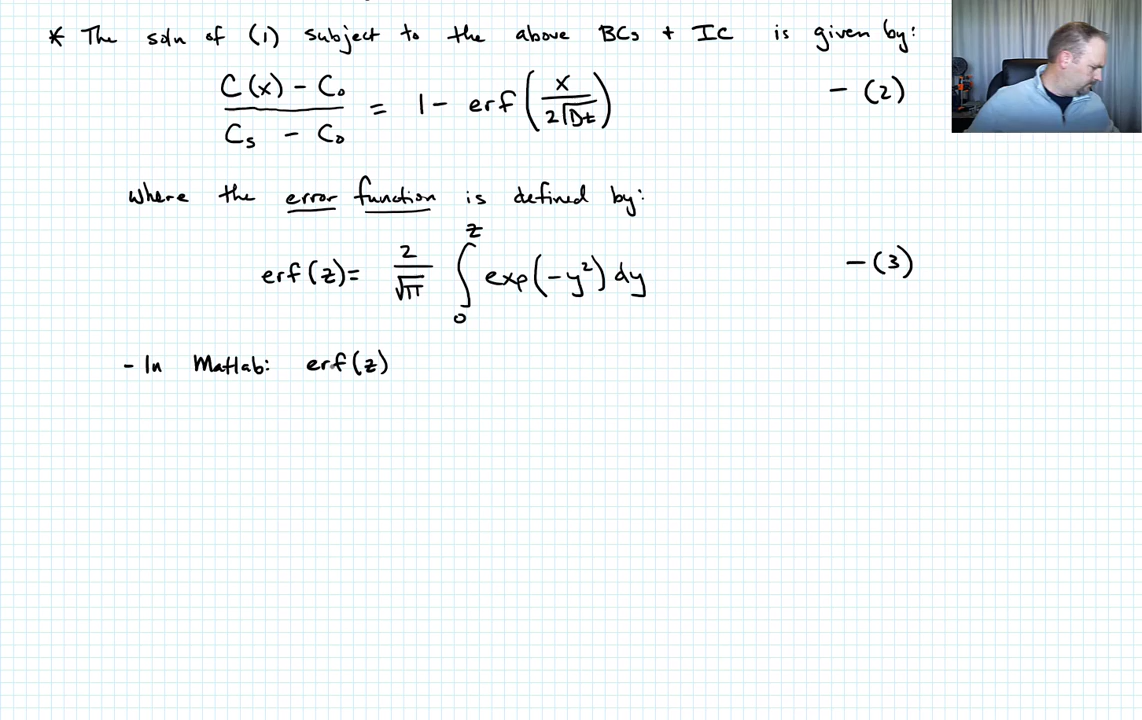 * The soln of (1) subject to the above BCs + IC is given by:
C(x) - C₀ / C_s - C₀ = 1 - erf(x / 2√Dt) - (2)
where the error function is defined by:
erf(z) = 2/√π ∫₀ᶻ exp(-y²) dy - (3)
- In Matlab: erf(z)